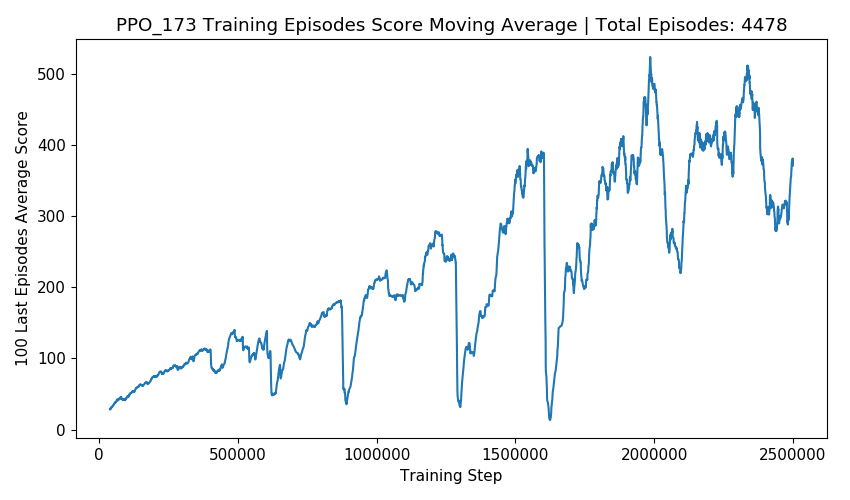 PPO_173 Training Episodes Score Moving Average | Total Episodes: 4478
500
400
300
200
100
0
100 Last Episodes Average Score
0 500000 1000000 1500000 2000000 2500000
Training Step